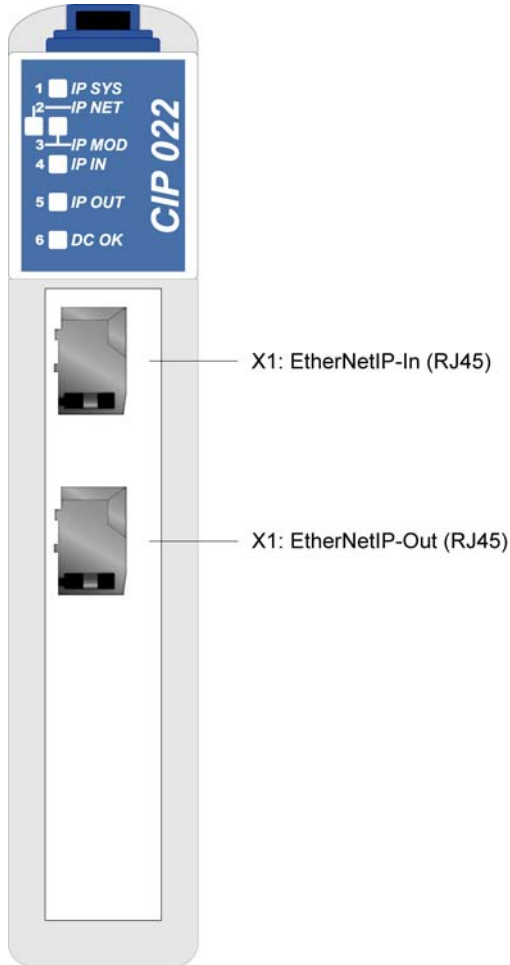 1 IP SYS
2 IP NET
3 IP MOD
4 IP IN
5 IP OUT
6 DC OK
CIP 022
X1: EtherNetIP-In (RJ45)
X1: EtherNetIP-Out (RJ45)